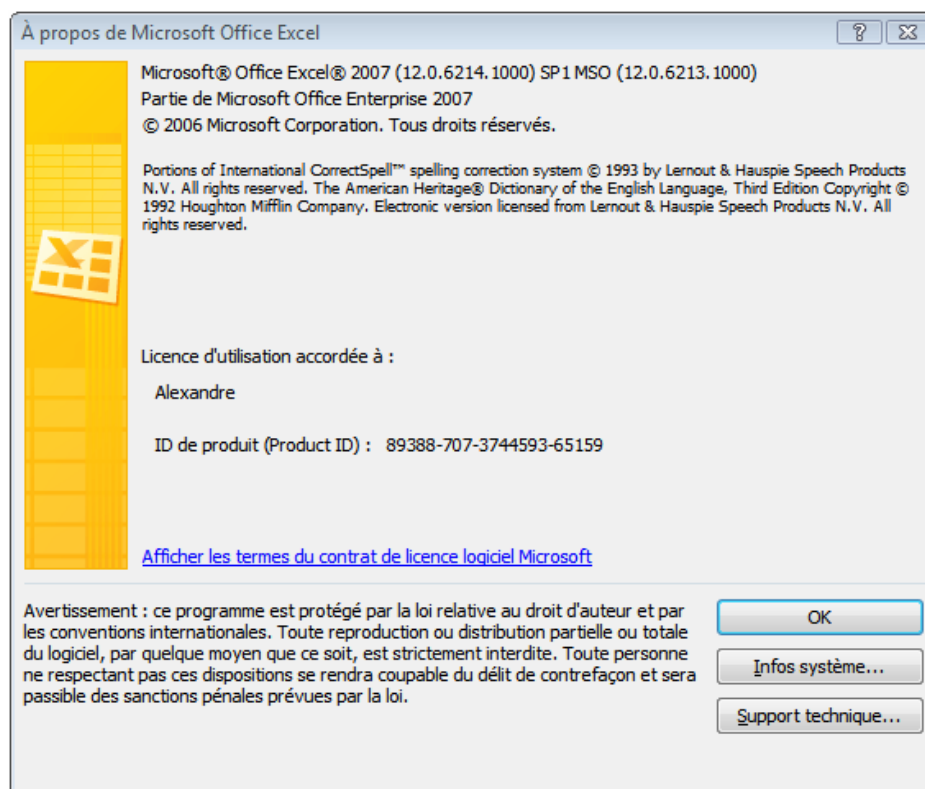 À propos de Microsoft Office Excel
Microsoft® Office Excel® 2007 (12.0.6214.1000) SP1 MSO (12.0.6213.1000)
Partie de Microsoft Office Enterprise 2007
© 2006 Microsoft Corporation. Tous droits réservés.
Portions of International CorrectSpell™ spelling correction system © 1993 by Lernout & Hauspie Speech Products
N.V. All rights reserved. The American Heritage® Dictionary of the English Language, Third Edition Copyright ©
1992 Houghton Mifflin Company. Electronic version licensed from Lernout & Hauspie Speech Products N.V. All
rights reserved.
Licence d'utilisation accordée à :
Alexandre
ID de produit (Product ID) : 89388-707-3744593-65159
Afficher les termes du contrat de licence logiciel Microsoft
Avertissement : ce programme est protégé par la loi relative au droit d'auteur et par
les conventions internationales. Toute reproduction ou distribution partielle ou totale
du logiciel, par quelque moyen que ce soit, est strictement interdite. Toute personne
ne respectant pas ces dispositions se rendra coupable du délit de contrefaçon et sera
passible des sanctions pénales prévues par la loi.
OK
Infos système...
Support technique...